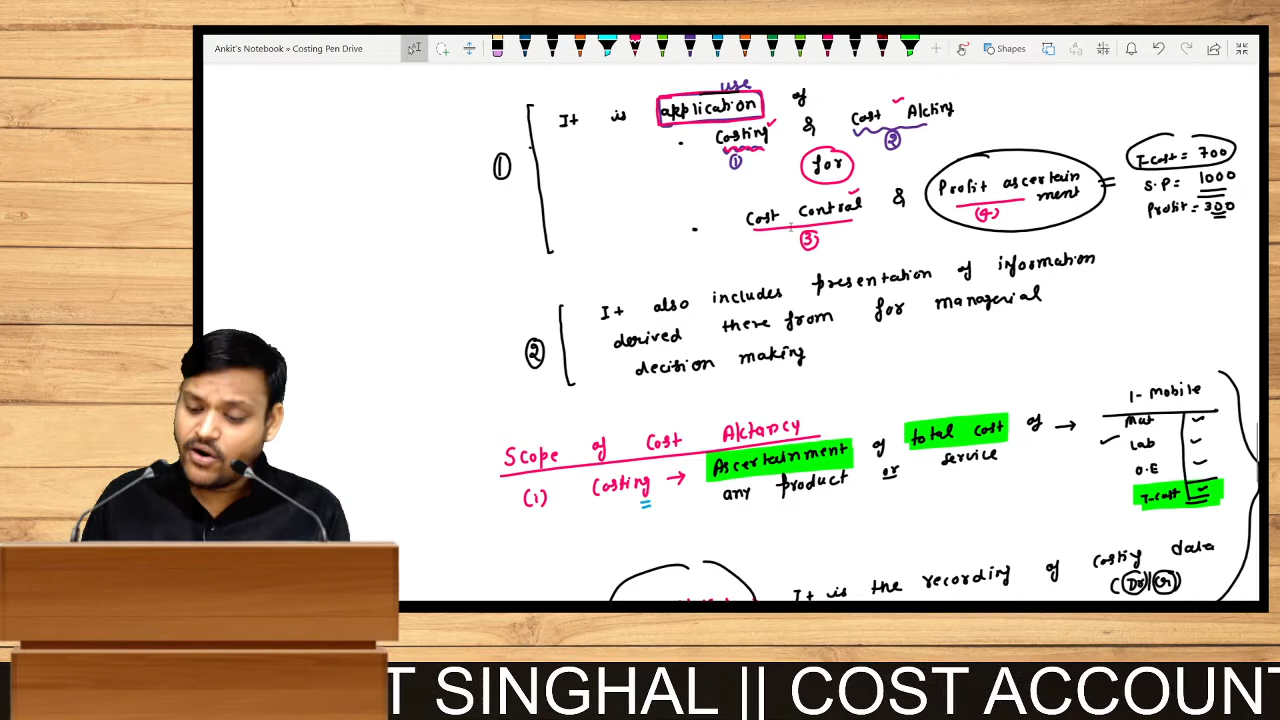 Ankit's Notebook » Costing Pen Drive
Shapes
use
① It is application of
Costing & Cost A/cting
① ②
for
Cost Control & Profit ascertainment
③ (4)
= T-Cost = 700
S.P = 1000
Profit = 300
② It also includes presentation of information
derived there from for managerial
decision making
Scope of Cost A/ctancy
(1) Costing → Ascertainment of total cost of →
any product or service
1- Mobile
Mat
Lab
O.E
T-cost
It is the recording of costing data
(Dr|Cr)
T SINGHAL || COST ACCOUNT